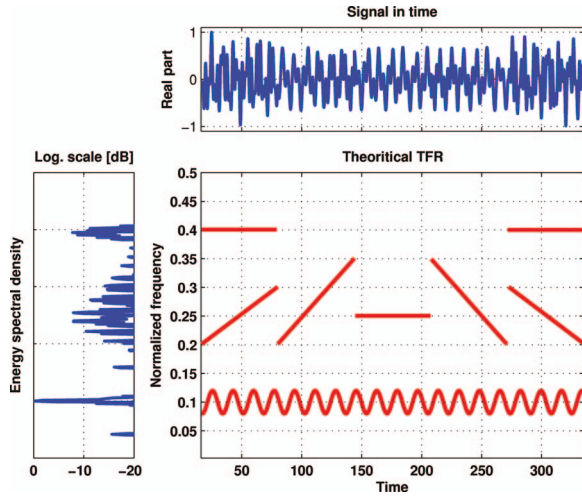 Signal in time
Real part
1
0
−1
Log. scale [dB]
Theoritical TFR
Energy spectral density
Normalized frequency
0.5
0.45
0.4
0.35
0.3
0.25
0.2
0.15
0.1
0.05
0 −10 −20
50 100 150 200 250 300
Time